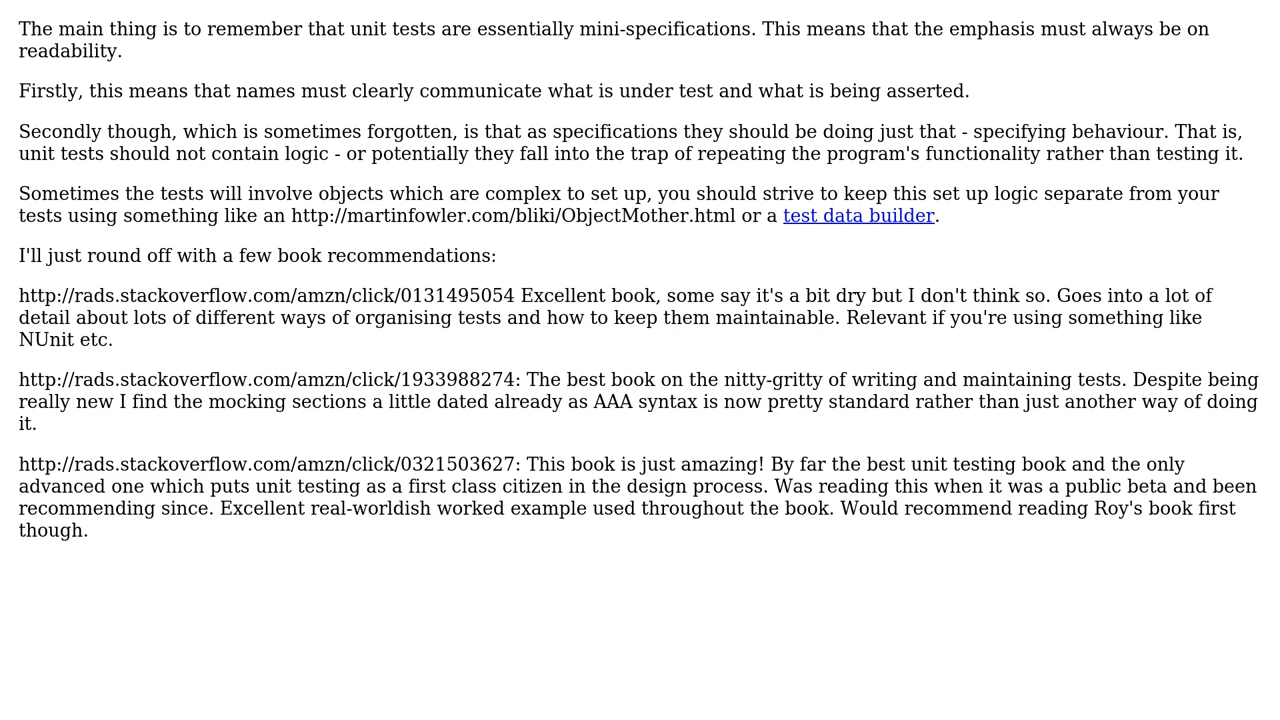 The main thing is to remember that unit tests are essentially mini-specifications. This means that the emphasis must always be on
readability.
Firstly, this means that names must clearly communicate what is under test and what is being asserted.
Secondly though, which is sometimes forgotten, is that as specifications they should be doing just that - specifying behaviour. That is,
unit tests should not contain logic - or potentially they fall into the trap of repeating the program's functionality rather than testing it.
Sometimes the tests will involve objects which are complex to set up, you should strive to keep this set up logic separate from your
tests using something like an http://martinfowler.com/bliki/ObjectMother.html or a test data builder.
I'll just round off with a few book recommendations:
http://rads.stackoverflow.com/amzn/click/0131495054 Excellent book, some say it's a bit dry but I don't think so. Goes into a lot of
detail about lots of different ways of organising tests and how to keep them maintainable. Relevant if you're using something like
NUnit etc.
http://rads.stackoverflow.com/amzn/click/1933988274: The best book on the nitty-gritty of writing and maintaining tests. Despite being
really new I find the mocking sections a little dated already as AAA syntax is now pretty standard rather than just another way of doing
it.
http://rads.stackoverflow.com/amzn/click/0321503627: This book is just amazing! By far the best unit testing book and the only
advanced one which puts unit testing as a first class citizen in the design process. Was reading this when it was a public beta and been
recommending since. Excellent real-worldish worked example used throughout the book. Would recommend reading Roy's book first
though.